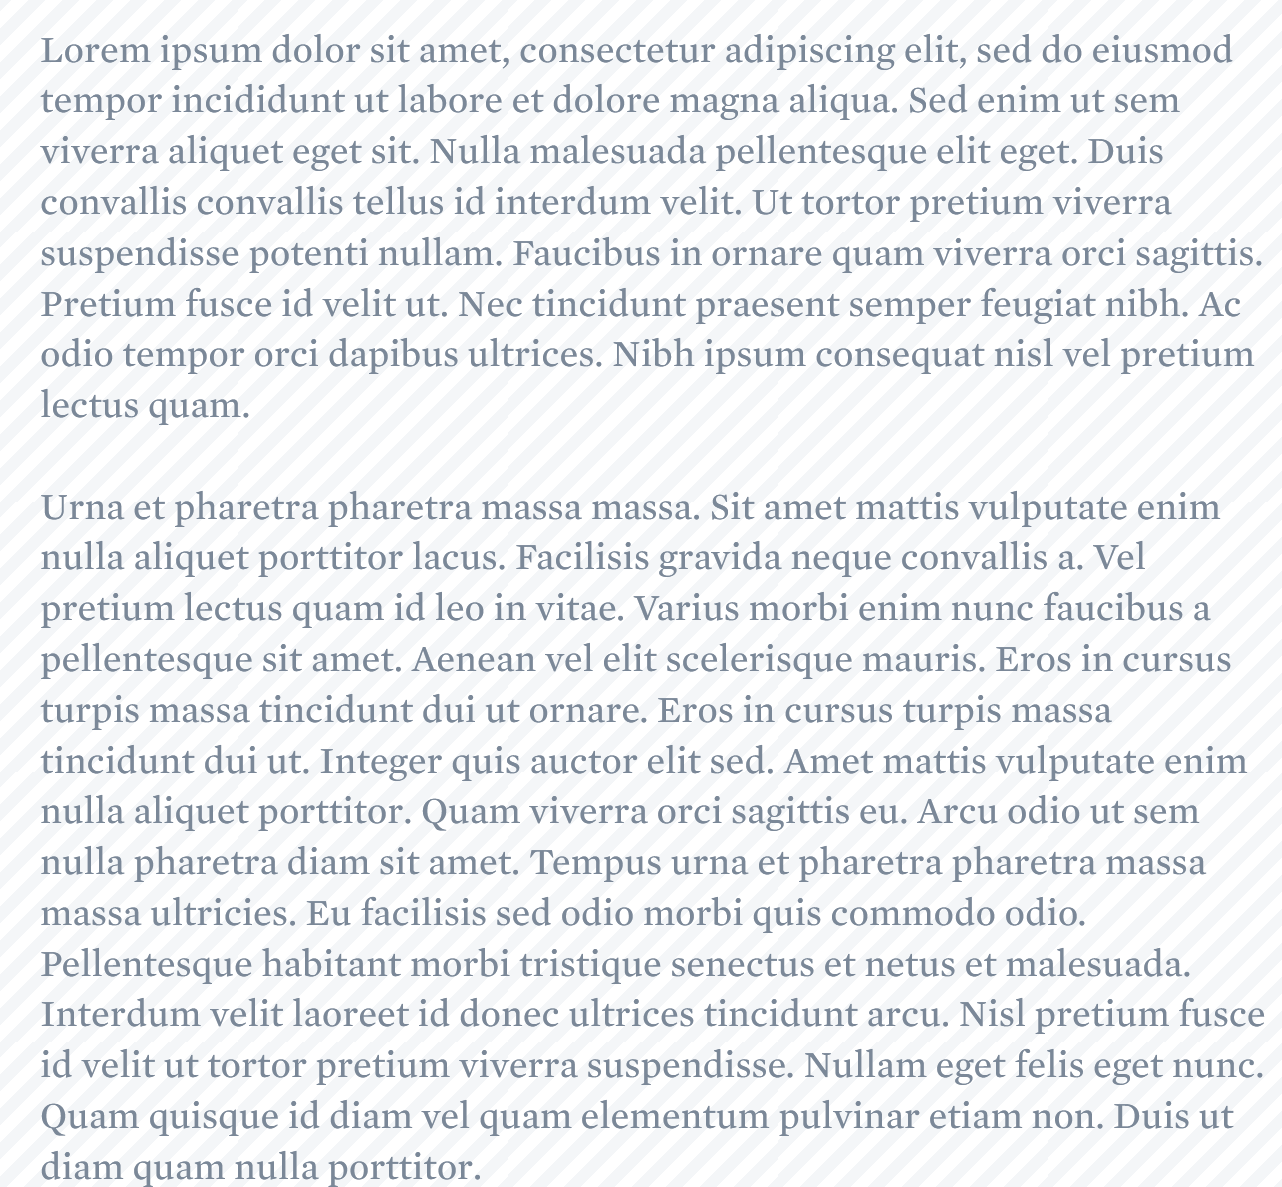 Lorem ipsum dolor sit amet, consectetur adipiscing elit, sed do eiusmod
tempor incididunt ut labore et dolore magna aliqua. Sed enim ut sem
viverra aliquet eget sit. Nulla malesuada pellentesque elit eget. Duis
convallis convallis tellus id interdum velit. Ut tortor pretium viverra
suspendisse potenti nullam. Faucibus in ornare quam viverra orci sagittis.
Pretium fusce id velit ut. Nec tincidunt praesent semper feugiat nibh. Ac
odio tempor orci dapibus ultrices. Nibh ipsum consequat nisl vel pretium
lectus quam.

Urna et pharetra pharetra massa massa. Sit amet mattis vulputate enim
nulla aliquet porttitor lacus. Facilisis gravida neque convallis a. Vel
pretium lectus quam id leo in vitae. Varius morbi enim nunc faucibus a
pellentesque sit amet. Aenean vel elit scelerisque mauris. Eros in cursus
turpis massa tincidunt dui ut ornare. Eros in cursus turpis massa
tincidunt dui ut. Integer quis auctor elit sed. Amet mattis vulputate enim
nulla aliquet porttitor. Quam viverra orci sagittis eu. Arcu odio ut sem
nulla pharetra diam sit amet. Tempus urna et pharetra pharetra massa
massa ultricies. Eu facilisis sed odio morbi quis commodo odio.
Pellentesque habitant morbi tristique senectus et netus et malesuada.
Interdum velit laoreet id donec ultrices tincidunt arcu. Nisl pretium fusce
id velit ut tortor pretium viverra suspendisse. Nullam eget felis eget nunc.
Quam quisque id diam vel quam elementum pulvinar etiam non. Duis ut
diam quam nulla porttitor.